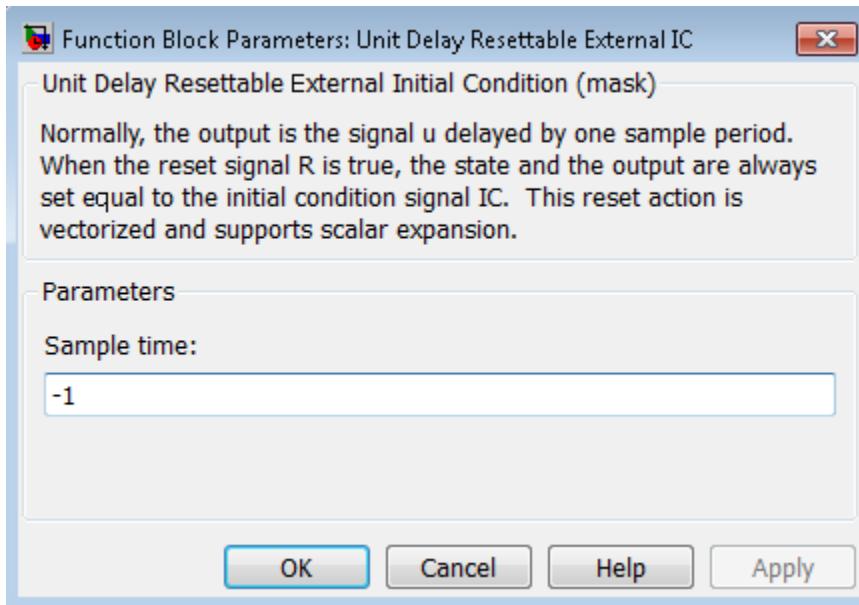 Function Block Parameters: Unit Delay Resettable External IC
Unit Delay Resettable External Initial Condition (mask)
Normally, the output is the signal u delayed by one sample period.
When the reset signal R is true, the state and the output are always
set equal to the initial condition signal IC.  This reset action is
vectorized and supports scalar expansion.
Parameters
Sample time:
-1
OK Cancel Help Apply